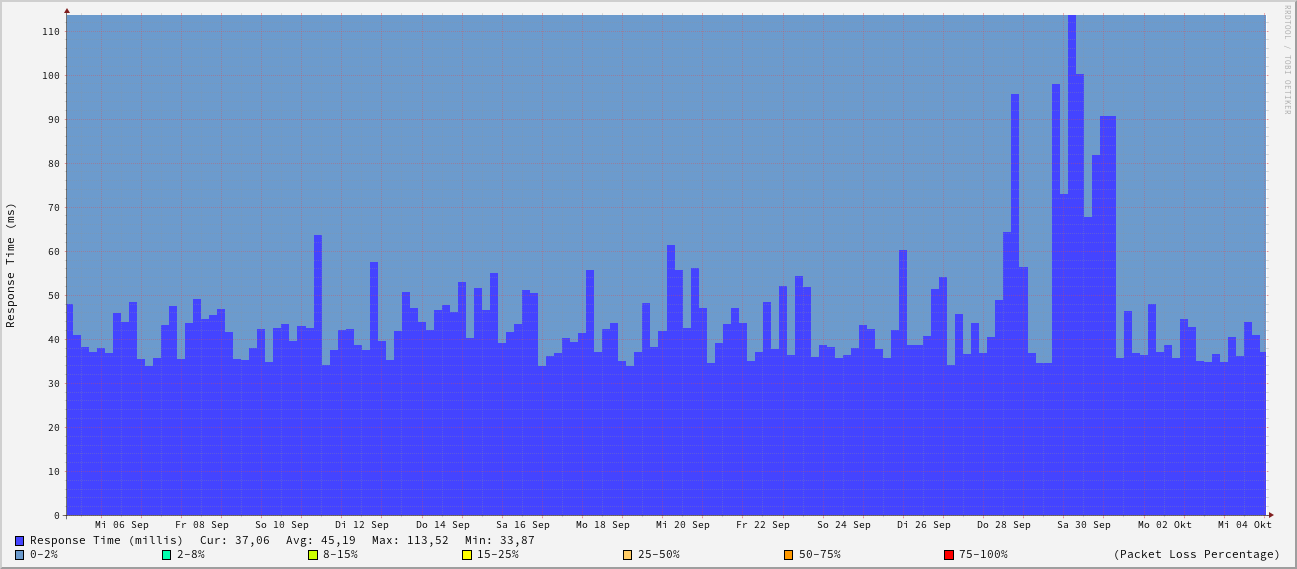 RRDTOOL / TOBI OETIKER
Response Time (ms)
110
100
90
80
70
60
50
40
30
20
10
0
Mi 06 Sep Fr 08 Sep So 10 Sep Di 12 Sep Do 14 Sep Sa 16 Sep Mo 18 Sep Mi 20 Sep Fr 22 Sep So 24 Sep Di 26 Sep Do 28 Sep Sa 30 Sep Mo 02 Okt Mi 04 Okt
Response Time (millis) Cur: 37,06 Avg: 45,19 Max: 113,52 Min: 33,87
0-2% 2-8% 8-15% 15-25% 25-50% 50-75% 75-100% (Packet Loss Percentage)